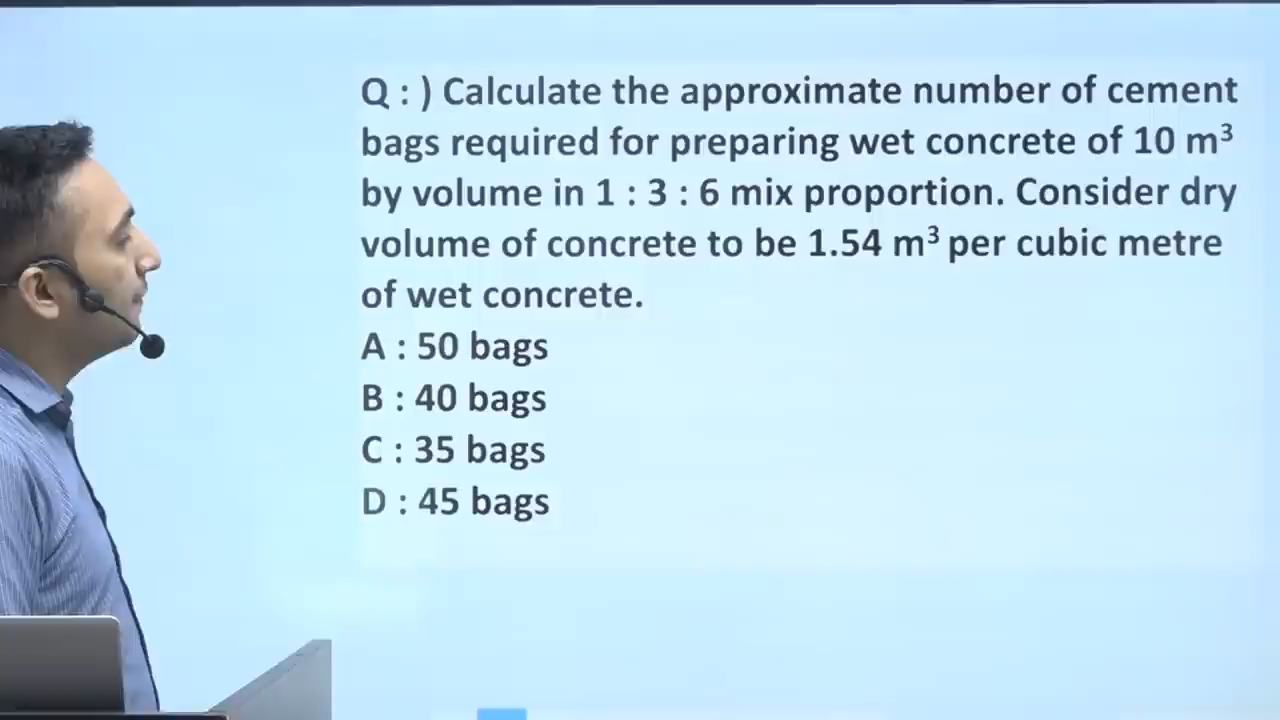 Q : ) Calculate the approximate number of cement
bags required for preparing wet concrete of 10 m³
by volume in 1 : 3 : 6 mix proportion. Consider dry
volume of concrete to be 1.54 m³ per cubic metre
of wet concrete.
A : 50 bags
B : 40 bags
C : 35 bags
D : 45 bags